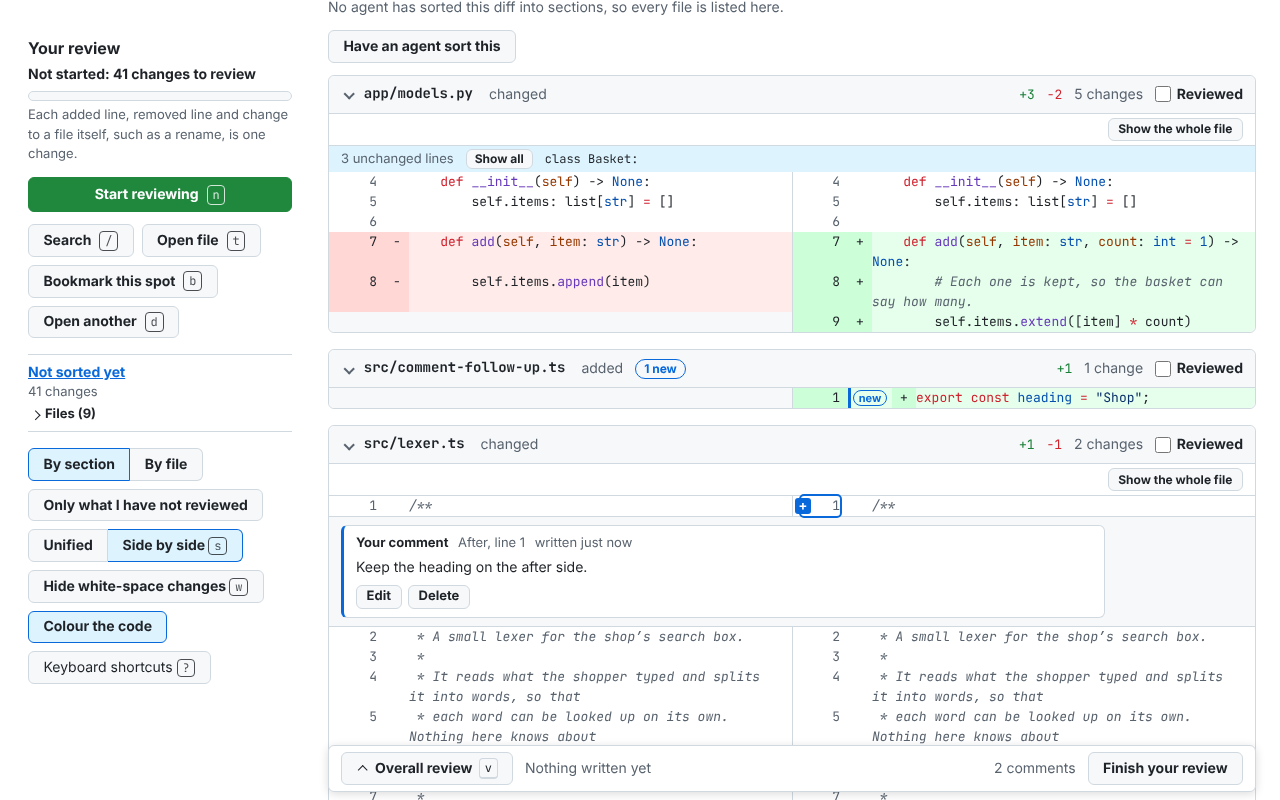 No agent has sorted this diff into sections, so every file is listed here.
Your review
Not started: 41 changes to review
Each added line, removed line and change
to a file itself, such as a rename, is one
change.
Start reviewing n
Search /
Open file t
Bookmark this spot b
Open another d
Not sorted yet
41 changes
Files (9)
By section
By file
Only what I have not reviewed
Unified
Side by side s
Hide white-space changes w
Colour the code
Keyboard shortcuts ?
Have an agent sort this
app/models.py changed +3 -2 5 changes Reviewed
Show the whole file
3 unchanged lines Show all class Basket:
4 def __init__(self) -> None:
5 self.items: list[str] = []
6
7 - def add(self, item: str) -> None:
8 - self.items.append(item)
4 def __init__(self) -> None:
5 self.items: list[str] = []
6
7 + def add(self, item: str, count: int = 1) ->
None:
8 + # Each one is kept, so the basket can
say how many.
9 + self.items.extend([item] * count)
src/comment-follow-up.ts added 1 new +1 1 change Reviewed
1 new + export const heading = "Shop";
src/lexer.ts changed +1 -1 2 changes Reviewed
Show the whole file
1 /**
+ 1 /**
Your comment After, line 1 written just now
Keep the heading on the after side.
Edit Delete
2 * A small lexer for the shop’s search box.
3 *
4 * It reads what the shopper typed and splits
it into words, so that
5 * each word can be looked up on its own.
Nothing here knows about
7 *
2 * A small lexer for the shop’s search box.
3 *
4 * It reads what the shopper typed and splits
it into words, so that
5 * each word can be looked up on its own.
Nothing here knows about
7 *
Overall review v Nothing written yet 2 comments Finish your review